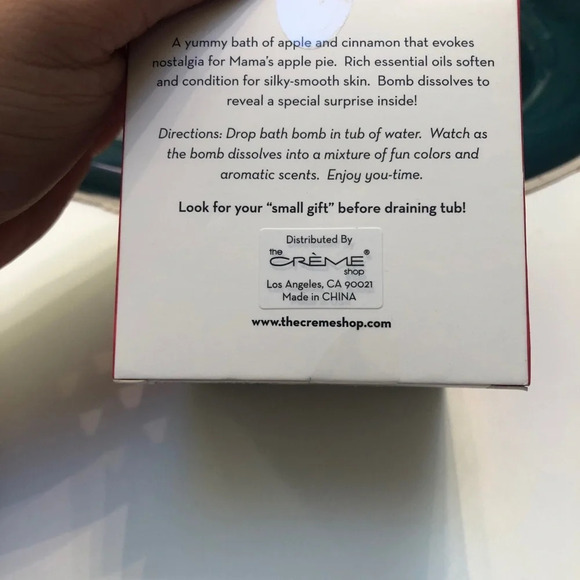 A yummy bath of apple and cinnamon that evokes
nostalgia for Mama's apple pie. Rich essential oils soften
and condition for silky-smooth skin. Bomb dissolves to
reveal a special surprise inside!
Directions: Drop bath bomb in tub of water. Watch as
the bomb dissolves into a mixture of fun colors and
aromatic scents. Enjoy you-time.
Look for your “small gift” before draining tub!
Distributed By
the
CRÈME®
shop
Los Angeles, CA 90021
Made in CHINA
www.thecremeshop.com